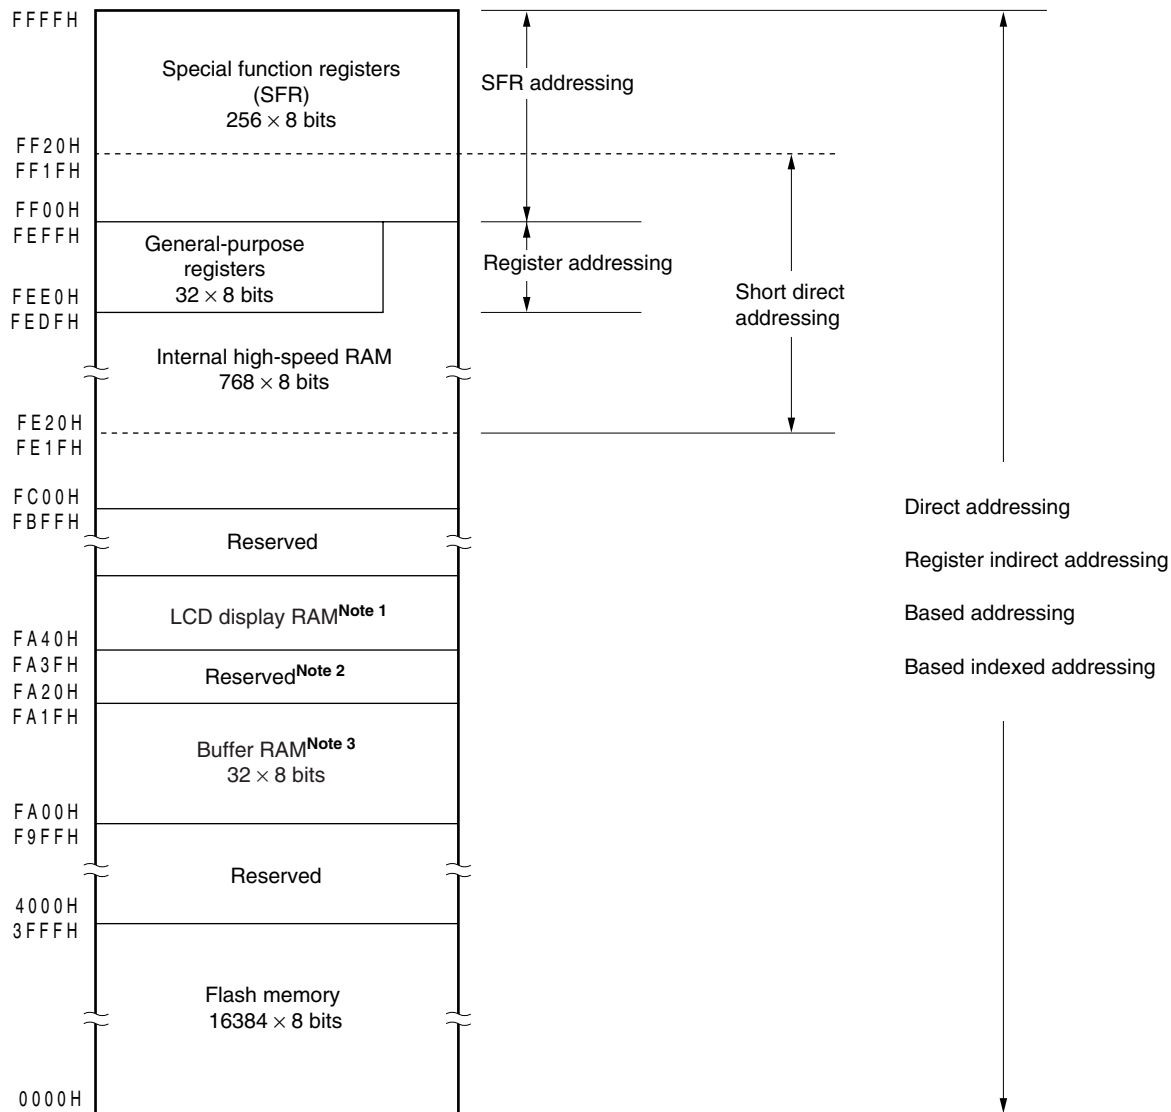 FFFFH
Special function registers
(SFR)
256 × 8 bits
SFR addressing
FF20H
FF1FH
FF00H
FEFFH
General-purpose
registers
32 × 8 bits
Register addressing
FEE0H
FEDFH
Short direct
addressing
Internal high-speed RAM
768 × 8 bits
FE20H
FE1FH
FC00H
FBFFH
Reserved
Direct addressing
Register indirect addressing
Based addressing
Based indexed addressing
LCD display RAMNote 1
FA40H
FA3FH
FA20H
FA1FH
ReservedNote 2
Buffer RAMNote 3
32 × 8 bits
FA00H
F9FFH
Reserved
4000H
3FFFH
Flash memory
16384 × 8 bits
0000H